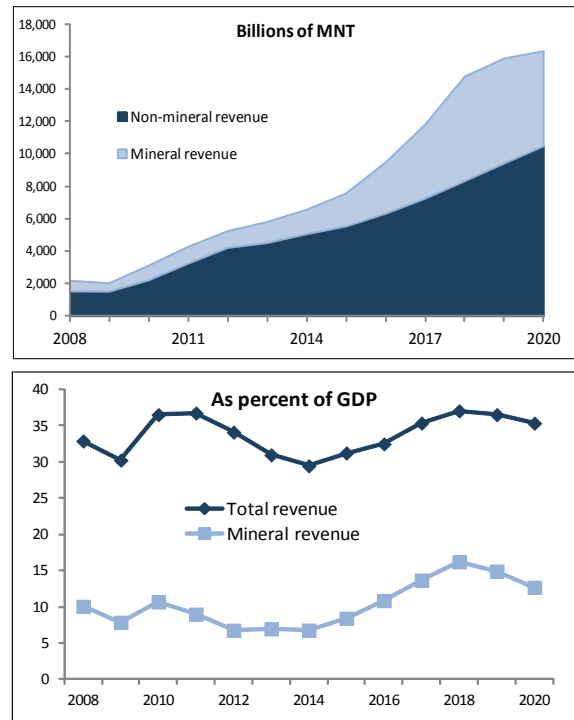 Billions of MNT
18,000
16,000
14,000
12,000
10,000
8,000
6,000
4,000
2,000
0
Non-mineral revenue
Mineral revenue
2008 2011 2014 2017 2020
As percent of GDP
40
35
30
25
20
15
10
5
0
Total revenue
Mineral revenue
2008 2010 2012 2014 2016 2018 2020